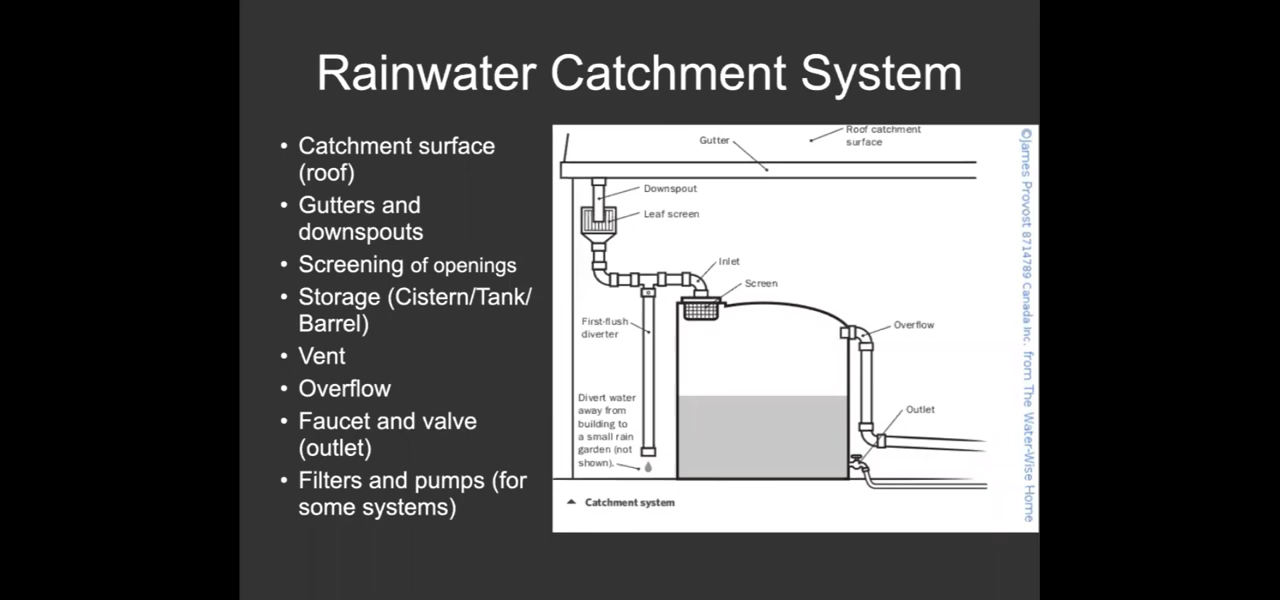 Rainwater Catchment System
• Catchment surface
(roof)
• Gutters and
downspouts
• Screening of openings
• Storage (Cistern/Tank/
Barrel)
• Vent
• Overflow
• Faucet and valve
(outlet)
• Filters and pumps (for
some systems)
Roof catchment
surface
Gutter
Downspout
Leaf screen
Inlet
Screen
First-flush
diverter
Overflow
Divert water
away from
building to
a small rain
garden (not
shown).
Outlet
Catchment system
©James Provost 8714789 Canada Inc. from The Water-Wise Home